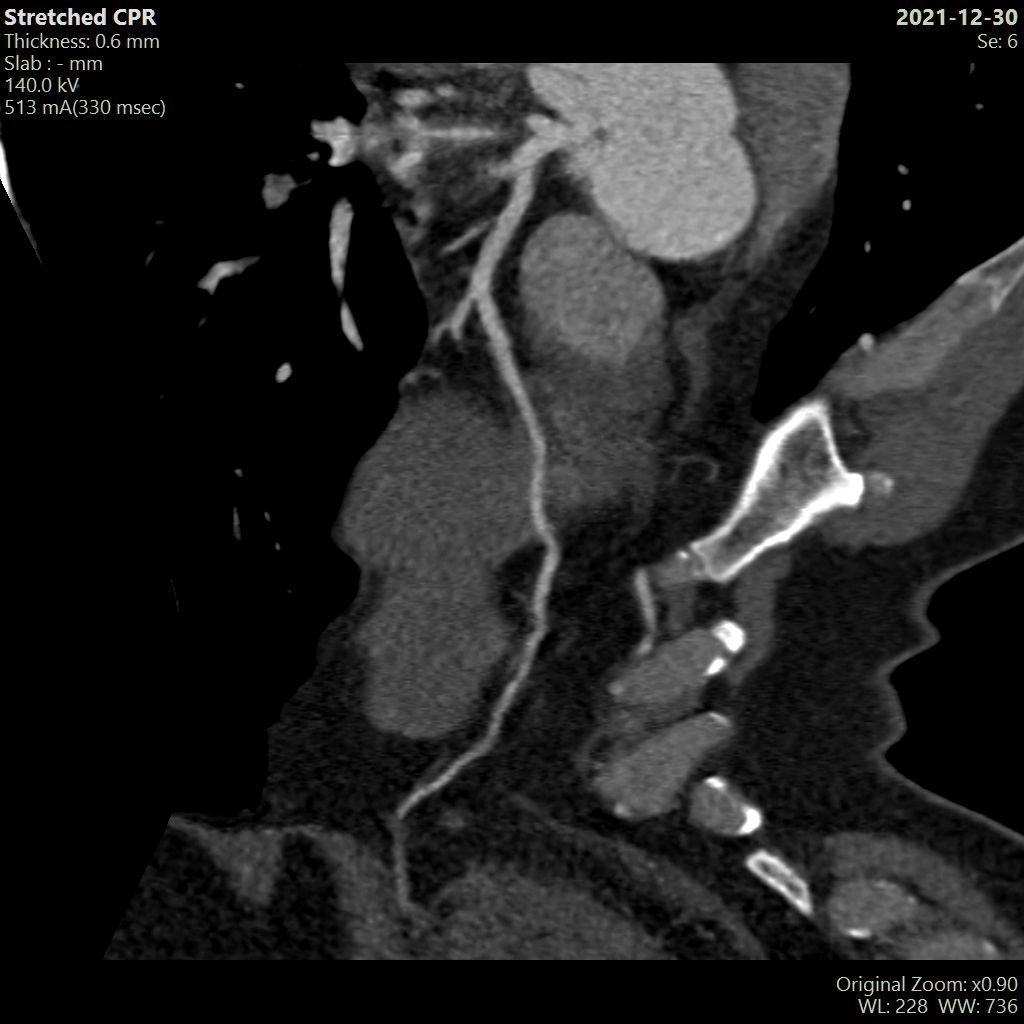 Stretched CPR
Thickness: 0.6 mm
Slab : - mm
140.0 kV
513 mA(330 msec)
2021-12-30
Se: 6
Original Zoom: x0.90
WL: 228 WW: 736